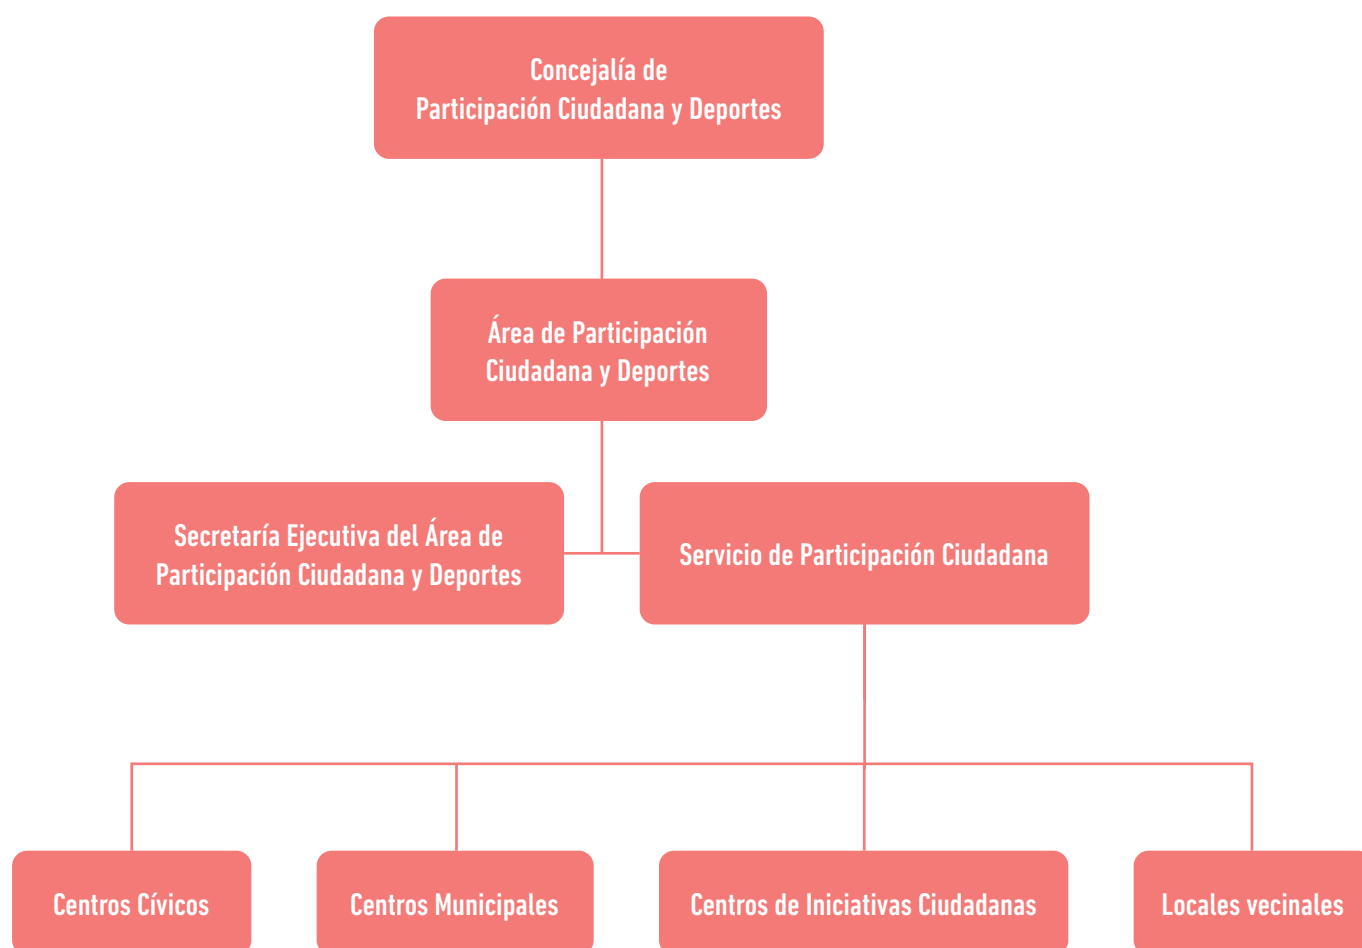 Concejalía de
Participación Ciudadana y Deportes
Área de Participación
Ciudadana y Deportes
Secretaría Ejecutiva del Área de
Participación Ciudadana y Deportes
Servicio de Participación Ciudadana
Centros Cívicos
Centros Municipales
Centros de Iniciativas Ciudadanas
Locales vecinales